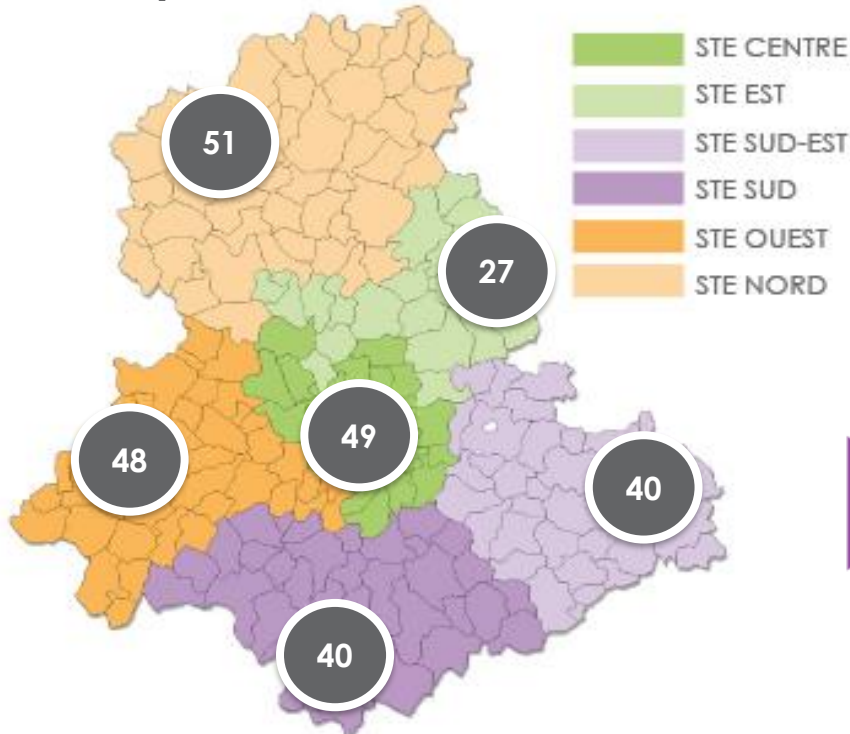 STE CENTRE
STE EST
STE SUD-EST
STE SUD
STE OUEST
STE NORD
51
27
49
48
40
40